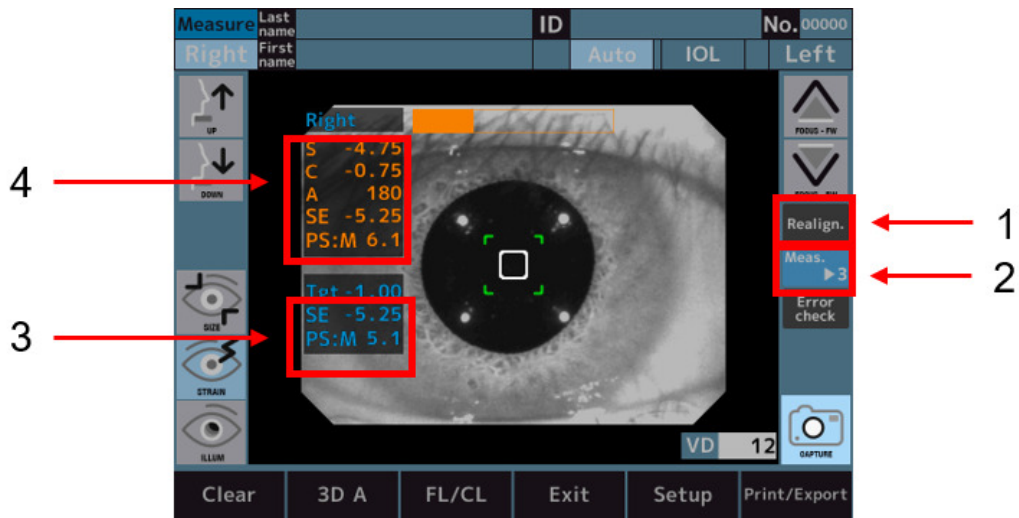 Measure Last name ID No. 00000
Right First name Auto IOL Left
UP
DOWN
SIZE
STRAIN
ILLUM
Right
S -4.75
C -0.75
A 180
SE -5.25
PS:M 6.1
Tgt -1.00
SE -5.25
PS:M 5.1
FOCUS - FW
Realign.
Meas.
▶3
Error
check
CAPTURE
VD 12
Clear 3D A FL/CL Exit Setup Print/Export
4
3
1
2